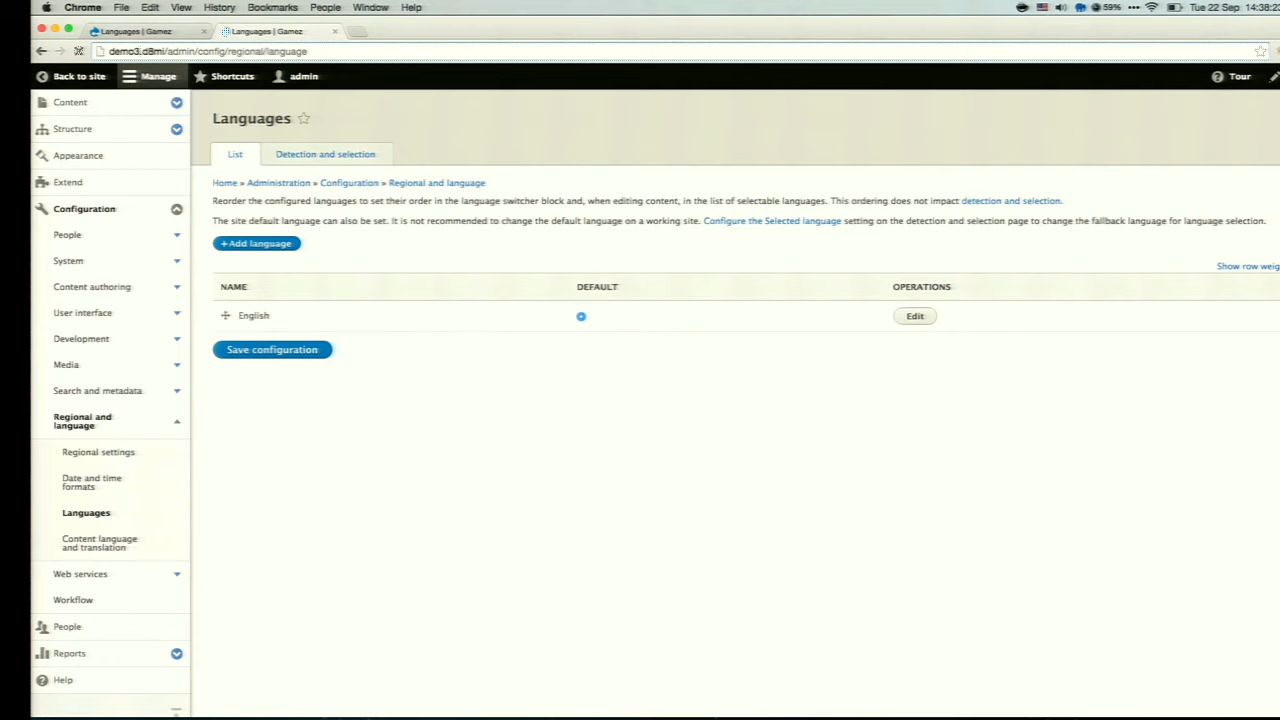 Chrome File Edit View History Bookmarks People Window Help 59% Tue 22 Sep 14:38:23
Languages | Gamez Languages | Gamez
demo3.d8mi/admin/config/regional/language
Back to site Manage Shortcuts admin Tour
Content
Structure
Appearance
Extend
Configuration
People
System
Content authoring
User interface
Development
Media
Search and metadata
Regional and
language
Regional settings
Date and time
formats
Languages
Content language
and translation
Web services
Workflow
People
Reports
Help
Languages
List Detection and selection
Home » Administration » Configuration » Regional and language
Reorder the configured languages to set their order in the language switcher block and, when editing content, in the list of selectable languages. This ordering does not impact detection and selection.
The site default language can also be set. It is not recommended to change the default language on a working site. Configure the Selected language setting on the detection and selection page to change the fallback language for language selection.
+Add language
Show row weig
NAME DEFAULT OPERATIONS
English Edit
Save configuration